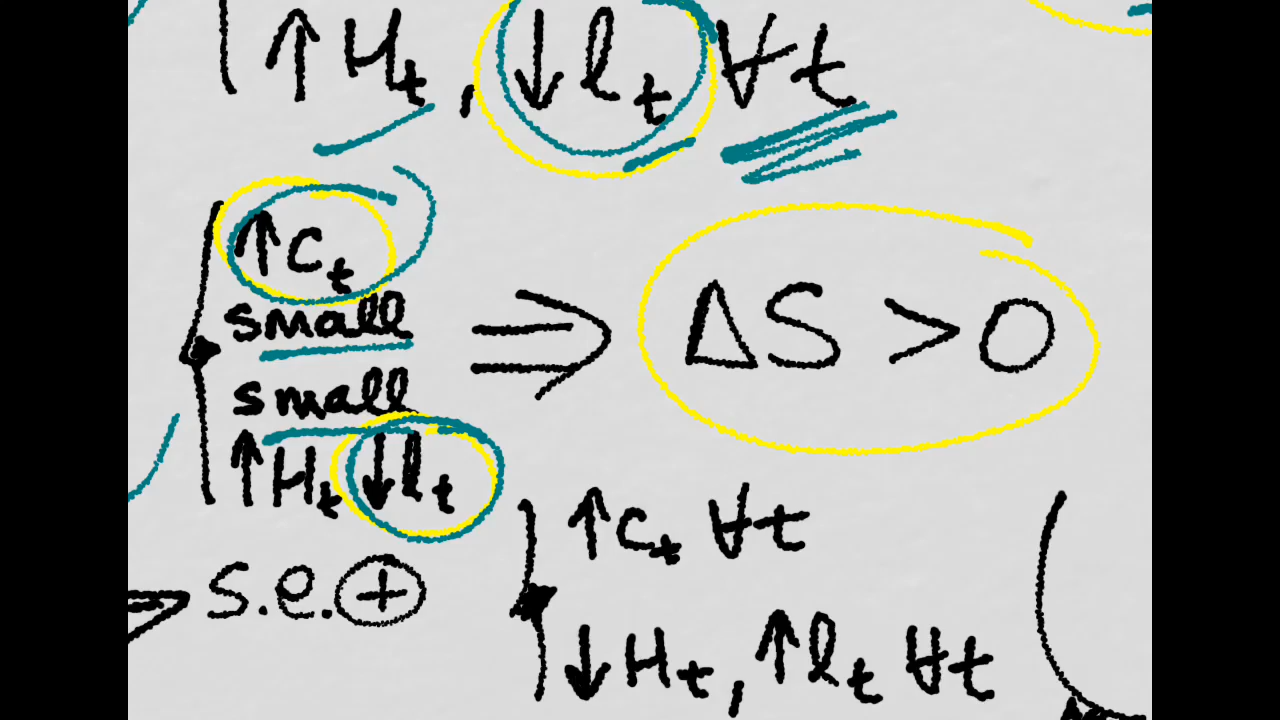 ↑ H_t, ↓ l_t ∀t
↑ C_t
small
small
↑ H_t ↓ l_t
⇒ ΔS > 0
⇒ s.e. ⊕
↑ C_t ∀t
↓ H_t, ↑ l_t ∀t